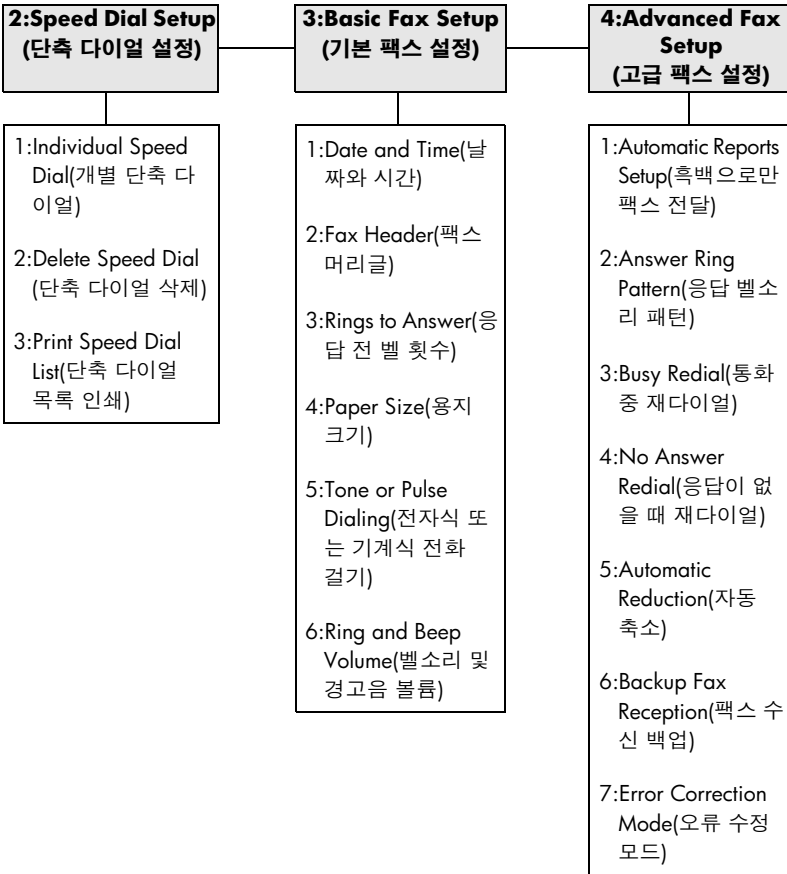 2:Speed Dial Setup
(단축 다이얼 설정)
1:Individual Speed
Dial(개별 단축 다
이얼)
2:Delete Speed Dial
(단축 다이얼 삭제)
3:Print Speed Dial
List(단축 다이얼
목록 인쇄)
3:Basic Fax Setup
(기본 팩스 설정)
1:Date and Time(날
짜와 시간)
2:Fax Header(팩스
머리글)
3:Rings to Answer(응
답 전 벨 횟수)
4:Paper Size(용지
크기)
5:Tone or Pulse
Dialing(전자식 또
는 기계식 전화
걸기)
6:Ring and Beep
Volume(벨소리 및
경고음 볼륨)
4:Advanced Fax
Setup
(고급 팩스 설정)
1:Automatic Reports
Setup(흑백으로만
팩스 전달)
2:Answer Ring
Pattern(응답 벨소
리 패턴)
3:Busy Redial(통화
중 재다이얼)
4:No Answer
Redial(응답이 없
을 때 재다이얼)
5:Automatic
Reduction(자동
축소)
6:Backup Fax
Reception(팩스 수
신 백업)
7:Error Correction
Mode(오류 수정
모드)